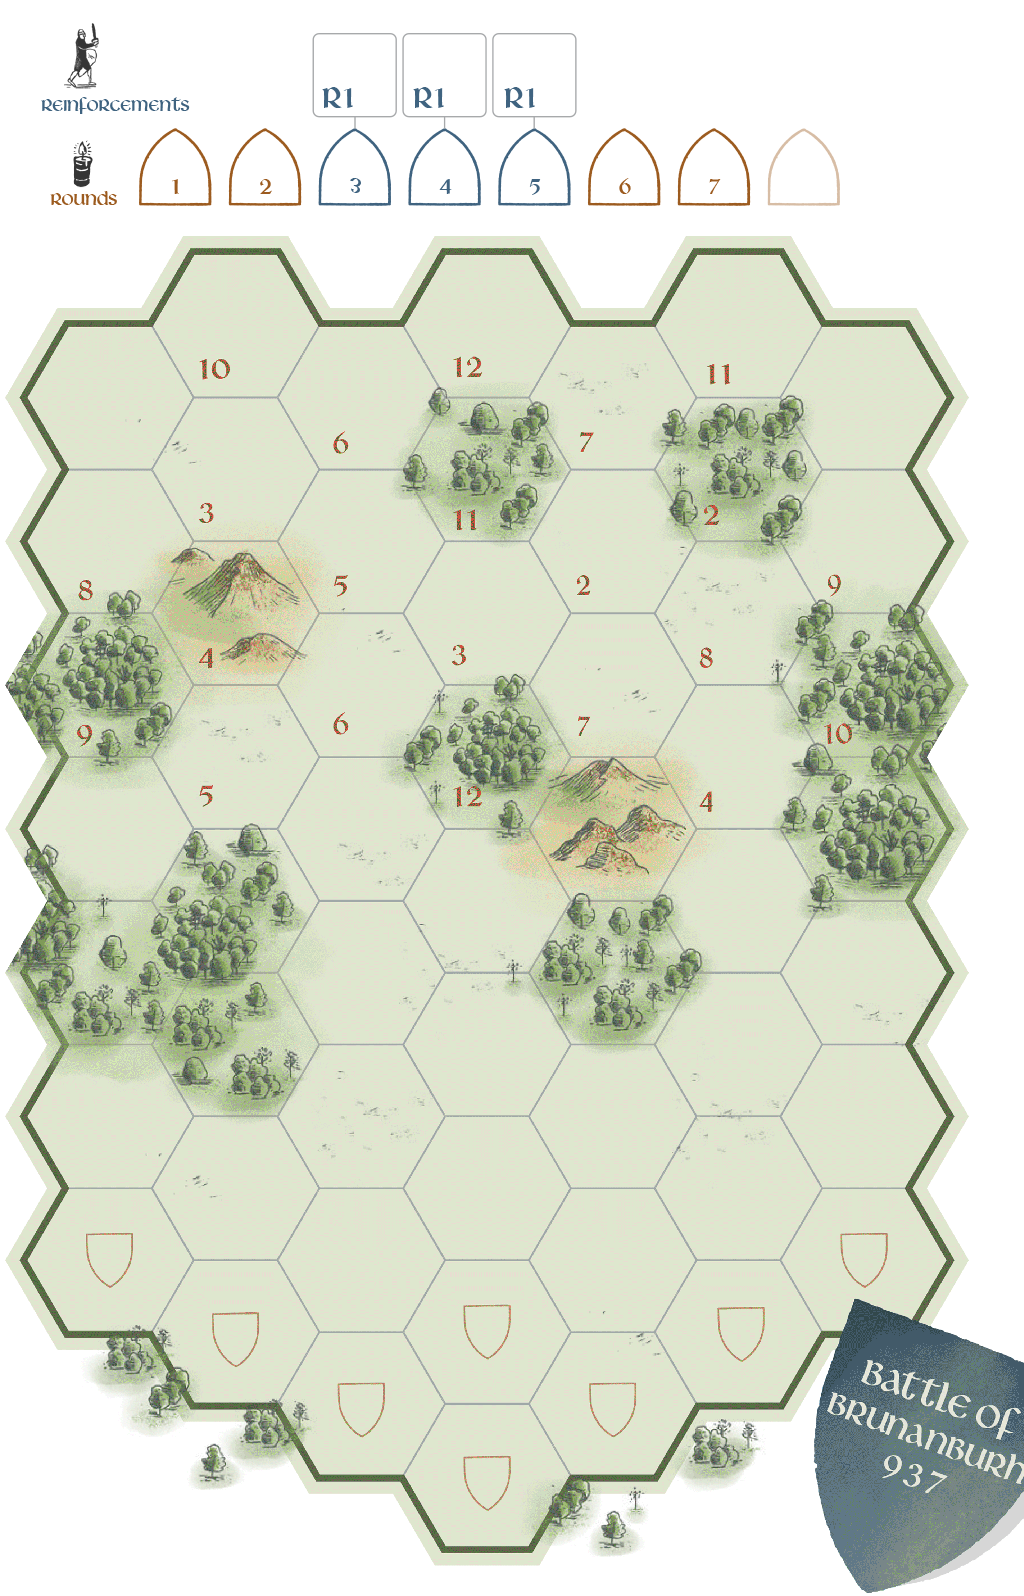 R1 R1 R1
Reinforcements
1 2 3 4 5 6 7
Rounds
10 12 11
6 7
3 11 2
8 5 2 9
4 3 8
9 6 7 10
5 12 4
Battle of
Brunanburh
937